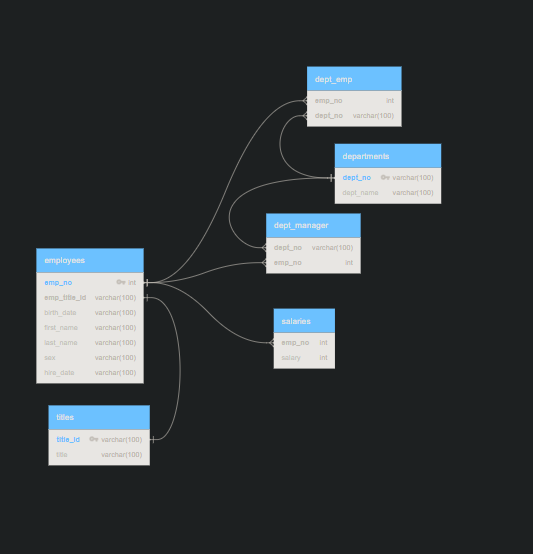 dept_emp
emp_no int
dept_no varchar(100)
departments
dept_no varchar(100)
dept_name varchar(100)
dept_manager
dept_no varchar(100)
emp_no int
employees
emp_no int
emp_title_id varchar(100)
birth_date varchar(100)
first_name varchar(100)
last_name varchar(100)
sex varchar(100)
hire_date varchar(100)
salaries
emp_no int
salary int
titles
title_id varchar(100)
title varchar(100)